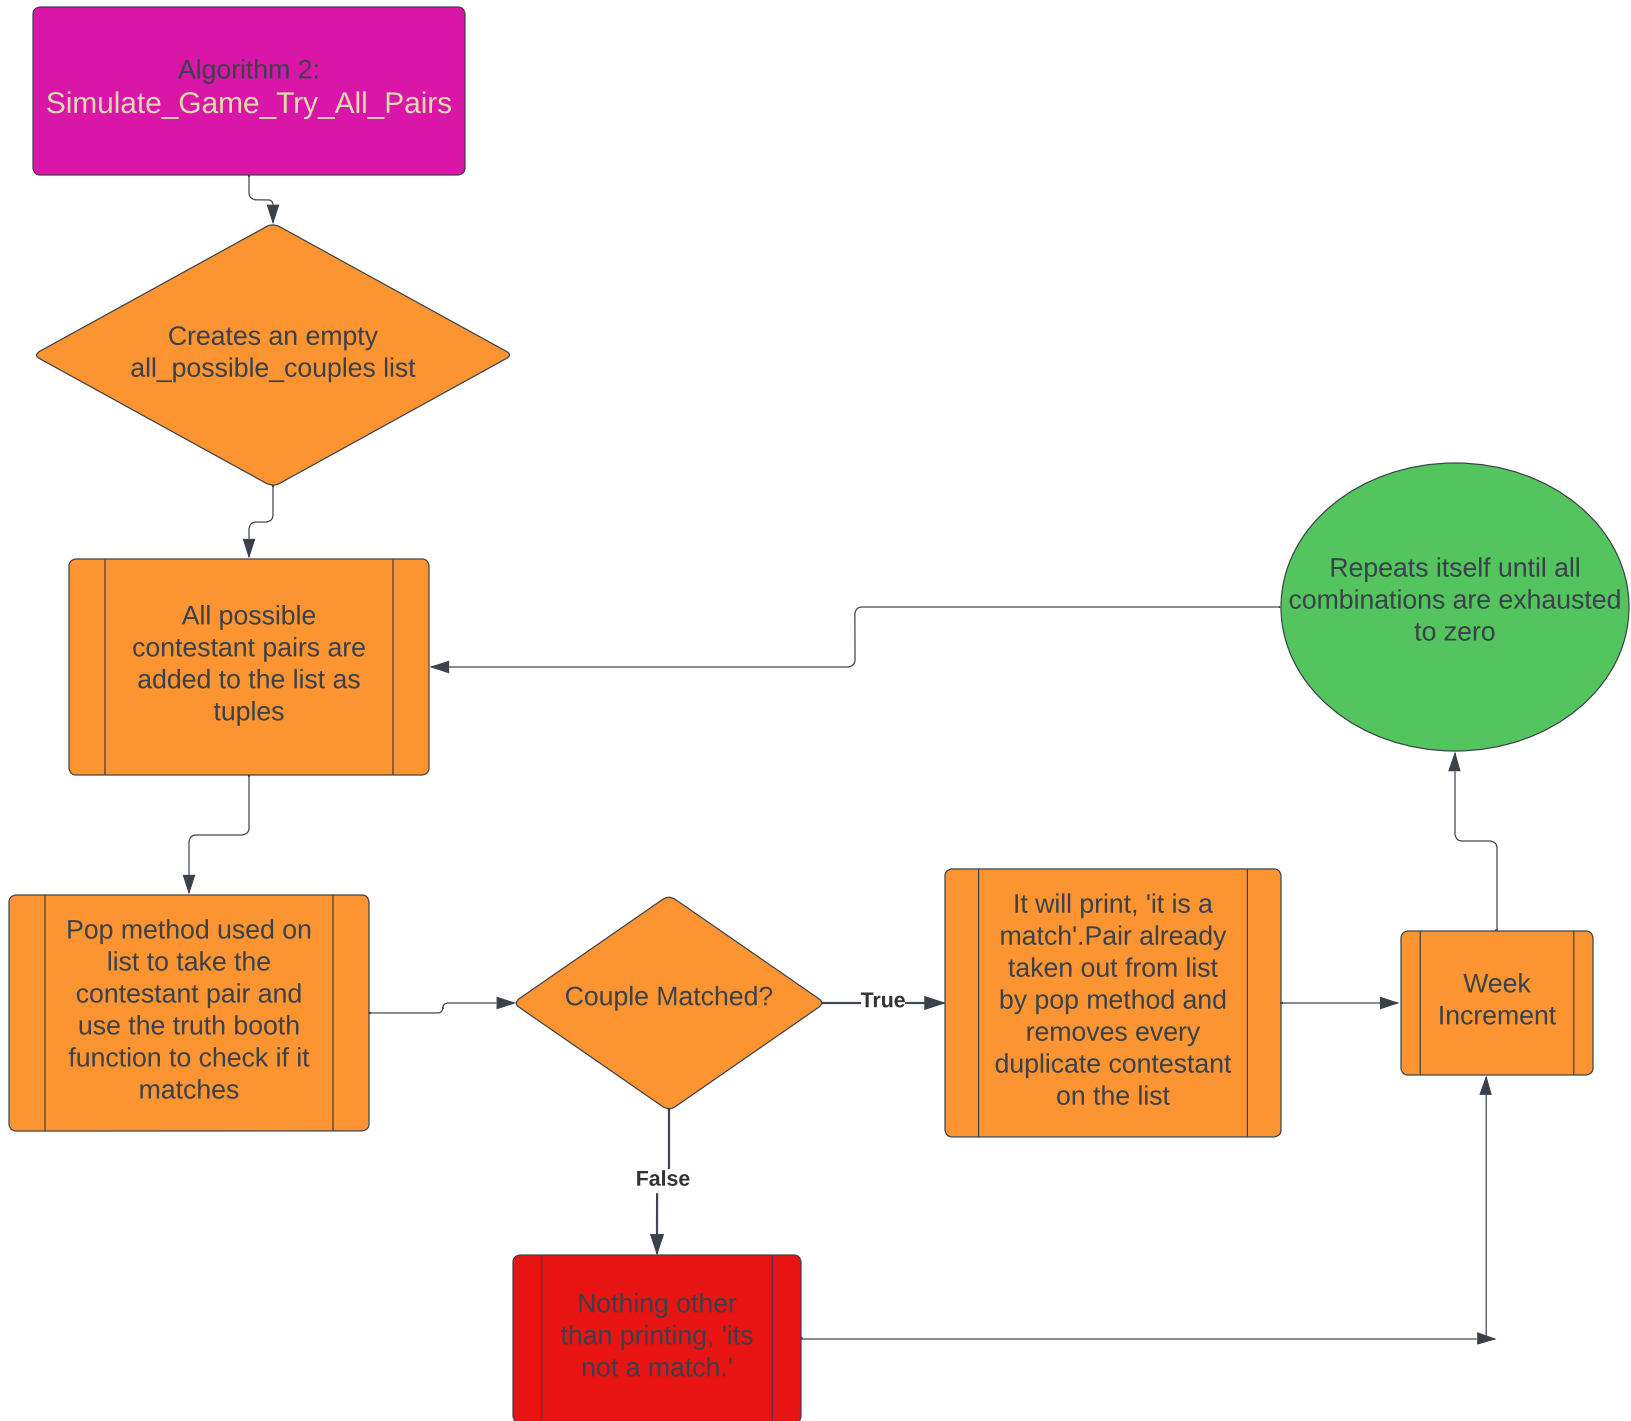 Algorithm 2:
Simulate_Game_Try_All_Pairs
Creates an empty
all_possible_couples list
All possible
contestant pairs are
added to the list as
tuples
Repeats itself until all
combinations are exhausted
to zero
Pop method used on
list to take the
contestant pair and
use the truth booth
function to check if it
matches
Couple Matched?
True
It will print, 'it is a
match'.Pair already
taken out from list
by pop method and
removes every
duplicate contestant
on the list
Week
Increment
False
Nothing other
than printing, 'its
not a match.'